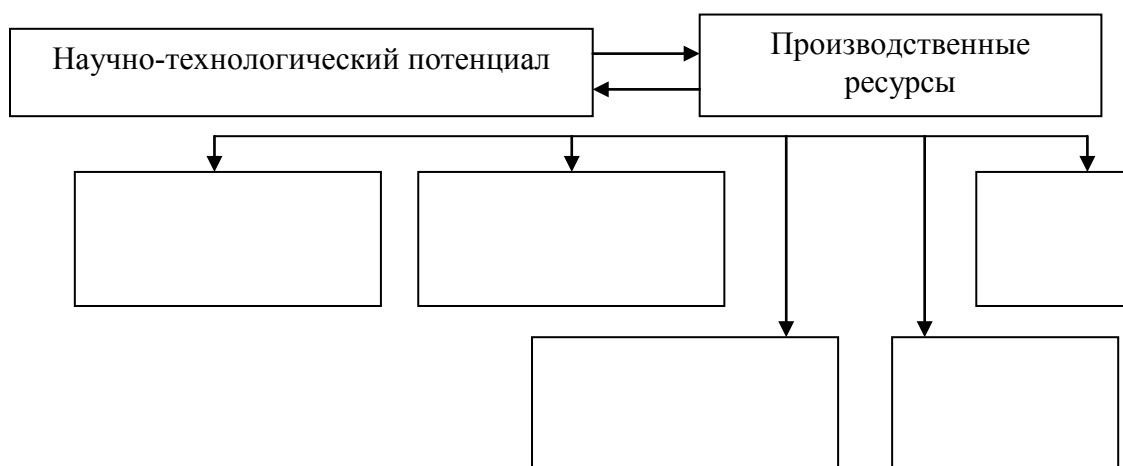 Научно-технологический потенциал
Производственные
ресурсы